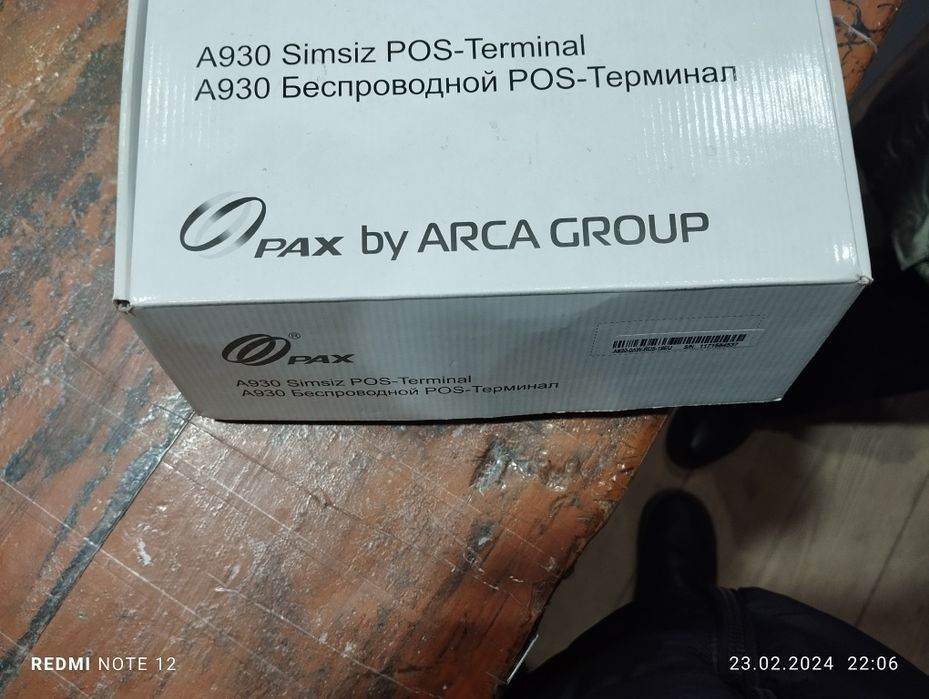 A930 Simsiz POS-Terminal
A930 Беспроводной POS-Терминал
PAX by ARCA GROUP
PAX®
A930 Simsiz POS-Terminal
A930 Беспроводной POS-Терминал
S/N.
REDMI NOTE 12
23.02.2024 22:06